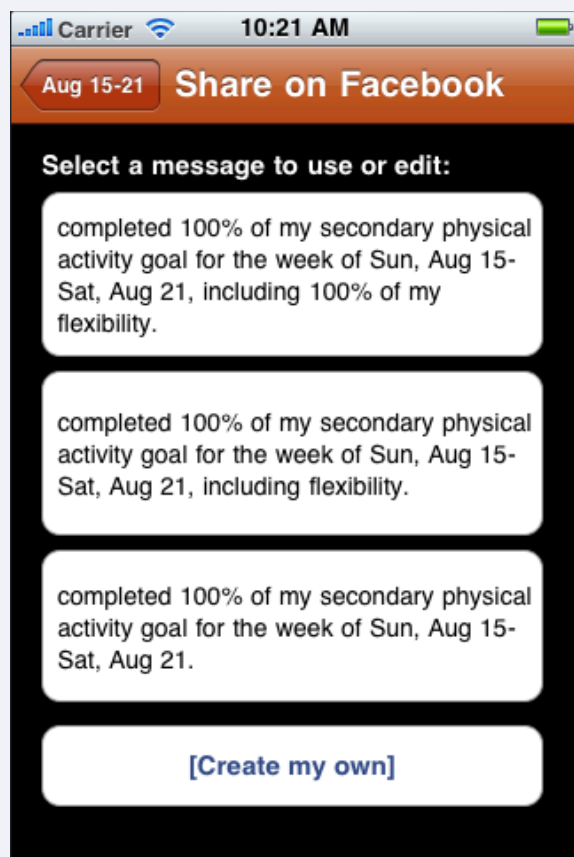 Carrier 10:21 AM
Aug 15-21 Share on Facebook
Select a message to use or edit:
completed 100% of my secondary physical
activity goal for the week of Sun, Aug 15-
Sat, Aug 21, including 100% of my
flexibility.
completed 100% of my secondary physical
activity goal for the week of Sun, Aug 15-
Sat, Aug 21, including flexibility.
completed 100% of my secondary physical
activity goal for the week of Sun, Aug 15-
Sat, Aug 21.
[Create my own]